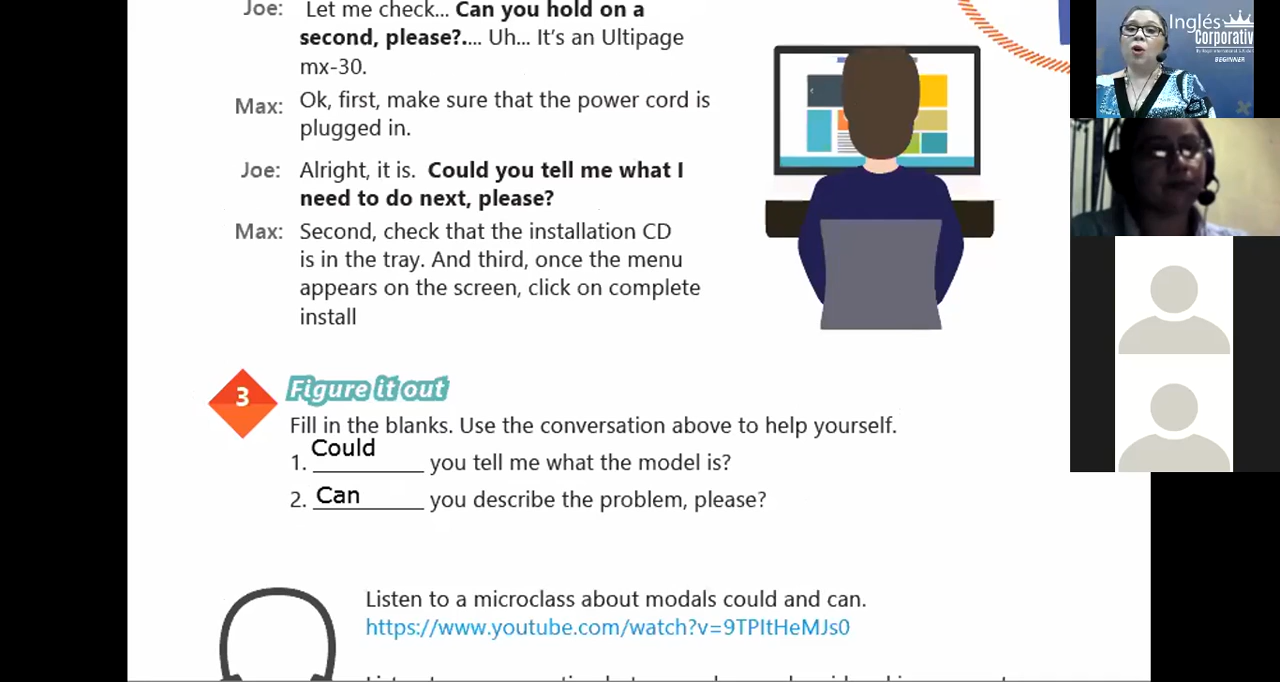 Joe: Let me check... Can you hold on a
second, please?.... Uh... It's an Ultipage
mx-30.
Max: Ok, first, make sure that the power cord is
plugged in.
Joe: Alright, it is. Could you tell me what I
need to do next, please?
Max: Second, check that the installation CD
is in the tray. And third, once the menu
appears on the screen, click on complete
install
3 Figure it out
Fill in the blanks. Use the conversation above to help yourself.
1. Could you tell me what the model is?
2. Can you describe the problem, please?
Listen to a microclass about modals could and can.
https://www.youtube.com/watch?v=9TPItHeMJs0
Inglés
Corporativ
BEGINNER